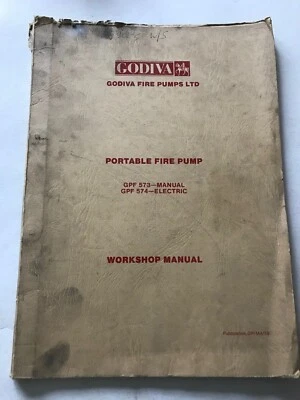 GODIVA
GODIVA FIRE PUMPS LTD
PORTABLE FIRE PUMP
GPF 573—MANUAL
GPF 574—ELECTRIC
WORKSHOP MANUAL